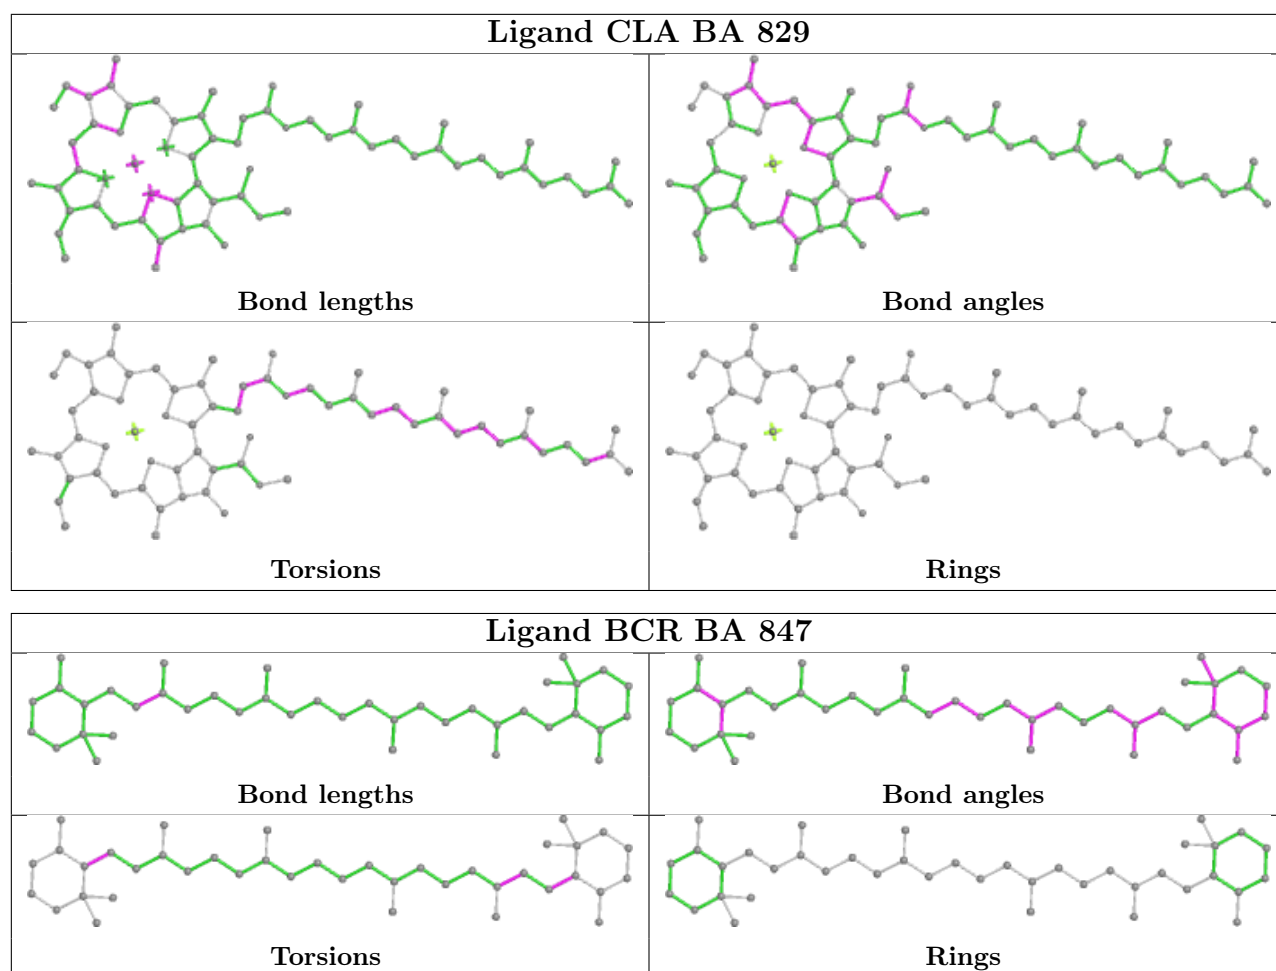 Ligand CLA BA 829
Bond lengths
Bond angles
Torsions
Rings
Ligand BCR BA 847
Bond lengths
Bond angles
Torsions
Rings